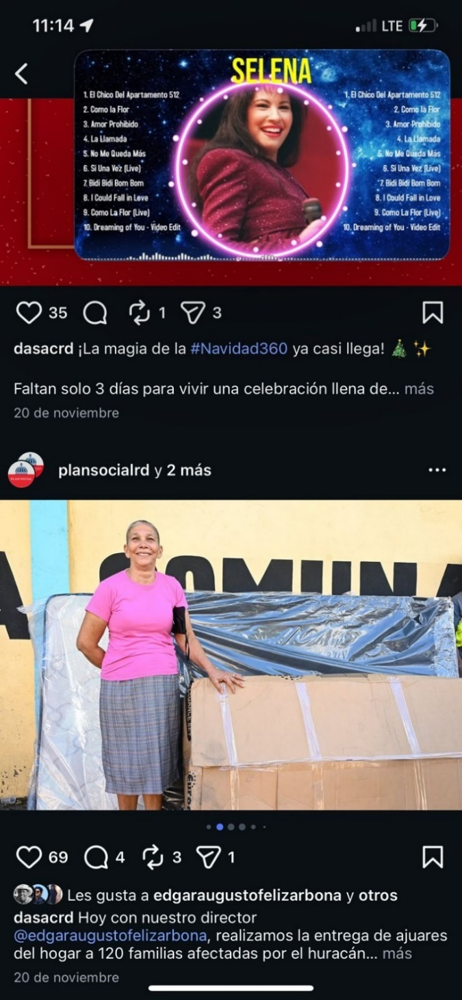 11:14
LTE
SELENA
1. El Chico Del Apartamento 512
2. Como la Flor
3. Amor Prohibido
4. La Llamada
5. No Me Queda Más
6. Si Una Vez (Live)
7. Bidi Bidi Bom Bom
8. I Could Fall in Love
9. Como La Flor (Live)
10. Dreaming of You - Video Edit
1. El Chico Del Apartamento 512
2. Como la Flor
3. Amor Prohibido
4. La Llamada
5. No Me Queda Más
6. Si Una Vez (Live)
7. Bidi Bidi Bom Bom
8. I Could Fall in Love
9. Como La Flor (Live)
10. Dreaming of You - Video Edit
35 1 3
dasacrd ¡La magia de la #Navidad360 ya casi llega! 🎄✨
Faltan solo 3 días para vivir una celebración llena de... más
20 de noviembre
PLAN SOCIAL
plansocialrd y 2 más
A COMUNA
69 4 3 1
Les gusta a edgaraugustofelizarbona y otros
dasacrd Hoy con nuestro director
@edgaraugustofelizarbona, realizamos la entrega de ajuares
del hogar a 120 familias afectadas por el huracán... más
20 de noviembre